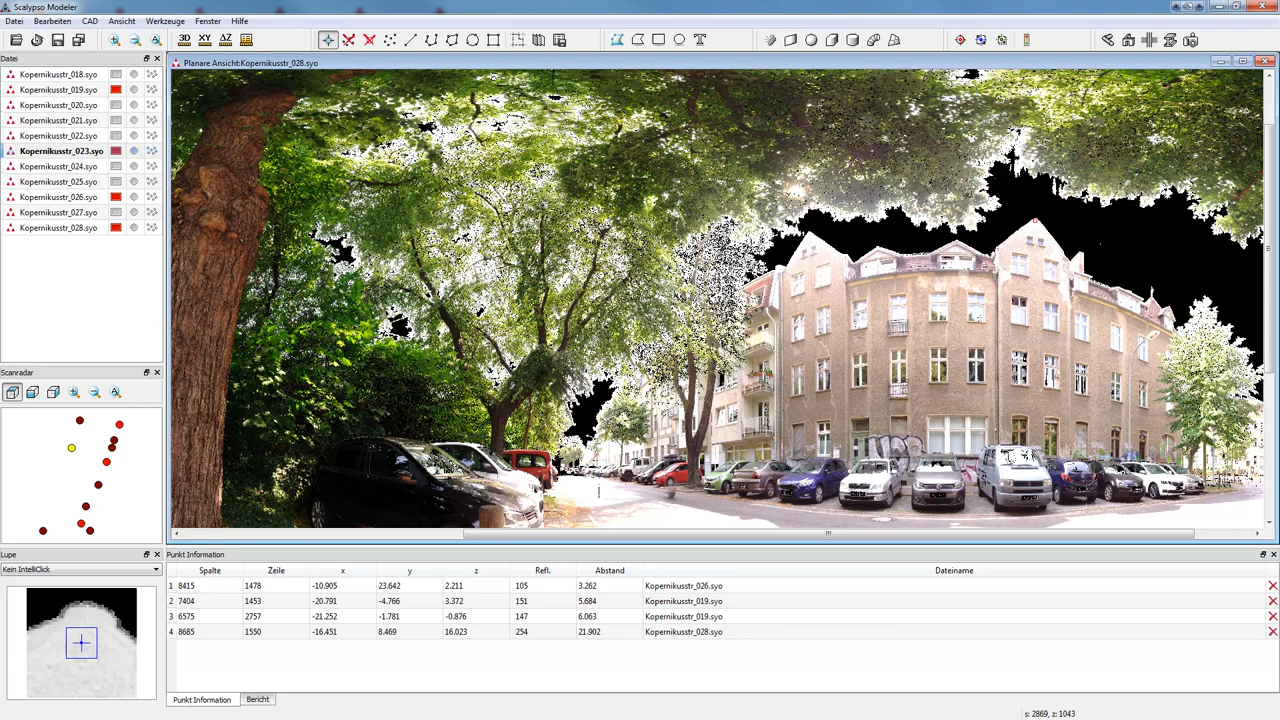 Scalypso Modeler
Datei Bearbeiten CAD Ansicht Werkzeuge Fenster Hilfe
3D XY ΔZ
Datei
Kopernikusstr_018.syo
Kopernikusstr_019.syo
Kopernikusstr_020.syo
Kopernikusstr_021.syo
Kopernikusstr_022.syo
Kopernikusstr_023.syo
Kopernikusstr_024.syo
Kopernikusstr_025.syo
Kopernikusstr_026.syo
Kopernikusstr_027.syo
Kopernikusstr_028.syo
Scanradar
Lupe
Kein IntelliClick
Planare Ansicht:Kopernikusstr_028.syo
Punkt Information
Spalte Zeile x y z Refl. Abstand Dateiname
1 8415 1478 -10.905 23.642 2.211 105 3.262 Kopernikusstr_026.syo
2 7404 1453 -20.791 -4.766 3.372 151 5.684 Kopernikusstr_019.syo
3 6575 2757 -21.252 -1.781 -0.876 147 6.063 Kopernikusstr_019.syo
4 8685 1550 -16.451 8.469 16.023 254 21.902 Kopernikusstr_028.syo
Punkt Information Bericht
s: 2869, z: 1043